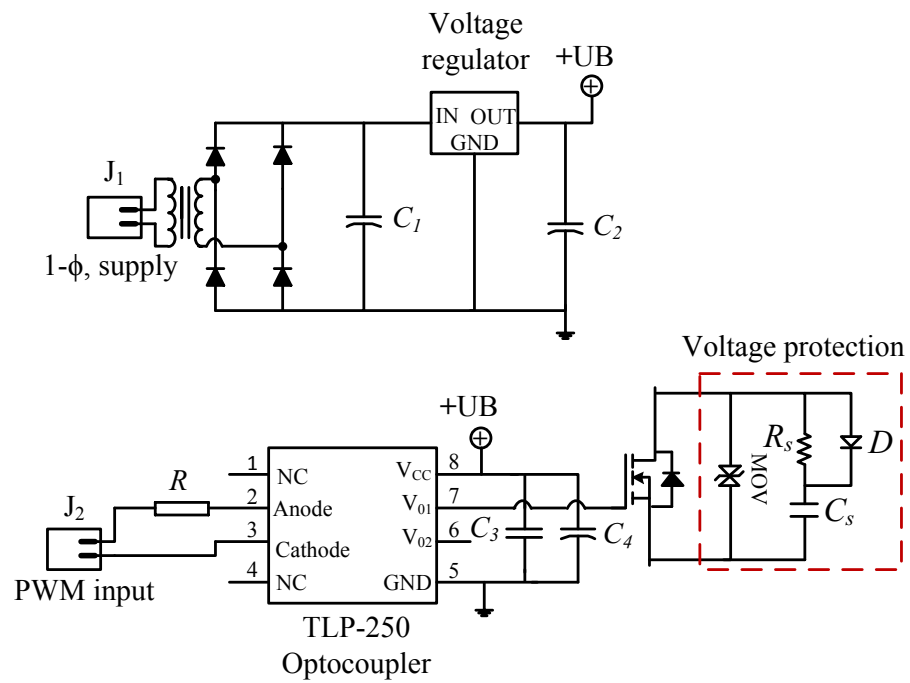 Voltage
regulator
+UB
IN OUT
GND
J1
C1
C2
1-ϕ, supply
Voltage protection
+UB
1
NC
VCC
8
R
2
Anode
V01
7
J2
3
Cathode
V02
6
4
NC
GND
5
C3
C4
MOV
Rs
D
Cs
PWM input
TLP-250
Optocoupler